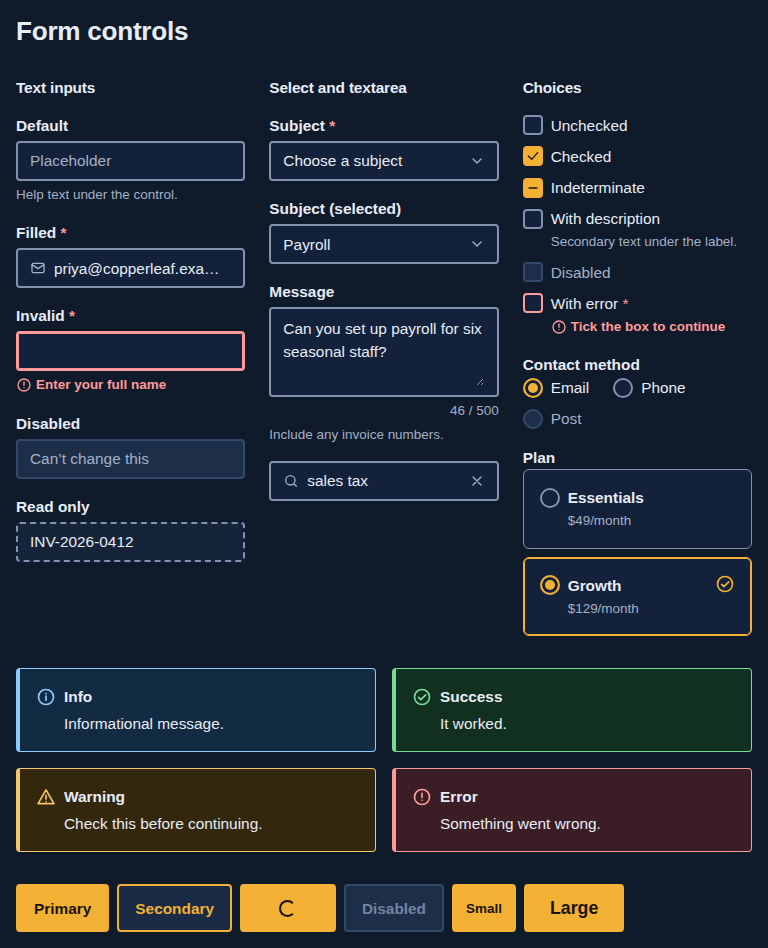 Form controls
Text inputs
Default
Placeholder
Help text under the control.
Filled *
priya@copperleaf.exa…
Invalid *
Enter your full name
Disabled
Can’t change this
Read only
INV-2026-0412
Select and textarea
Subject *
Choose a subject
Subject (selected)
Payroll
Message
Can you set up payroll for six
seasonal staff?
46 / 500
Include any invoice numbers.
sales tax
Choices
Unchecked
Checked
Indeterminate
With description
Secondary text under the label.
Disabled
With error *
Tick the box to continue
Contact method
Email Phone
Post
Plan
Essentials
$49/month
Growth
$129/month
Info
Informational message.
Success
It worked.
Warning
Check this before continuing.
Error
Something went wrong.
Primary Secondary Disabled Small Large